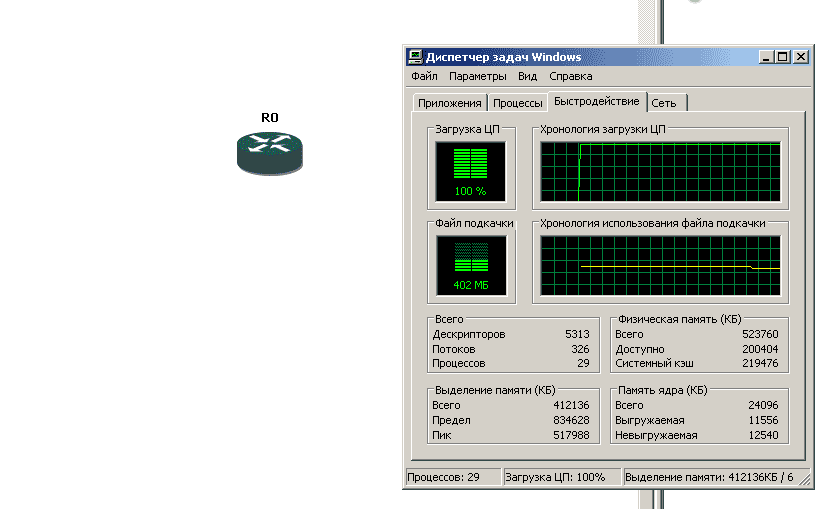 R0
Диспетчер задач Windows
Файл Параметры Вид Справка
Приложения Процессы Быстродействие Сеть
Загрузка ЦП
100 %
Хронология загрузки ЦП
Файл подкачки
402 МБ
Хронология использования файла подкачки
Всего
Дескрипторов 5313
Потоков 326
Процессов 29
Физическая память (КБ)
Всего 523760
Доступно 200404
Системный кэш 219476
Выделение памяти (КБ)
Всего 412136
Предел 834628
Пик 517988
Память ядра (КБ)
Всего 24096
Выгружаемая 11556
Невыгружаемая 12540
Процессов: 29 Загрузка ЦП: 100% Выделение памяти: 412136КБ / 6